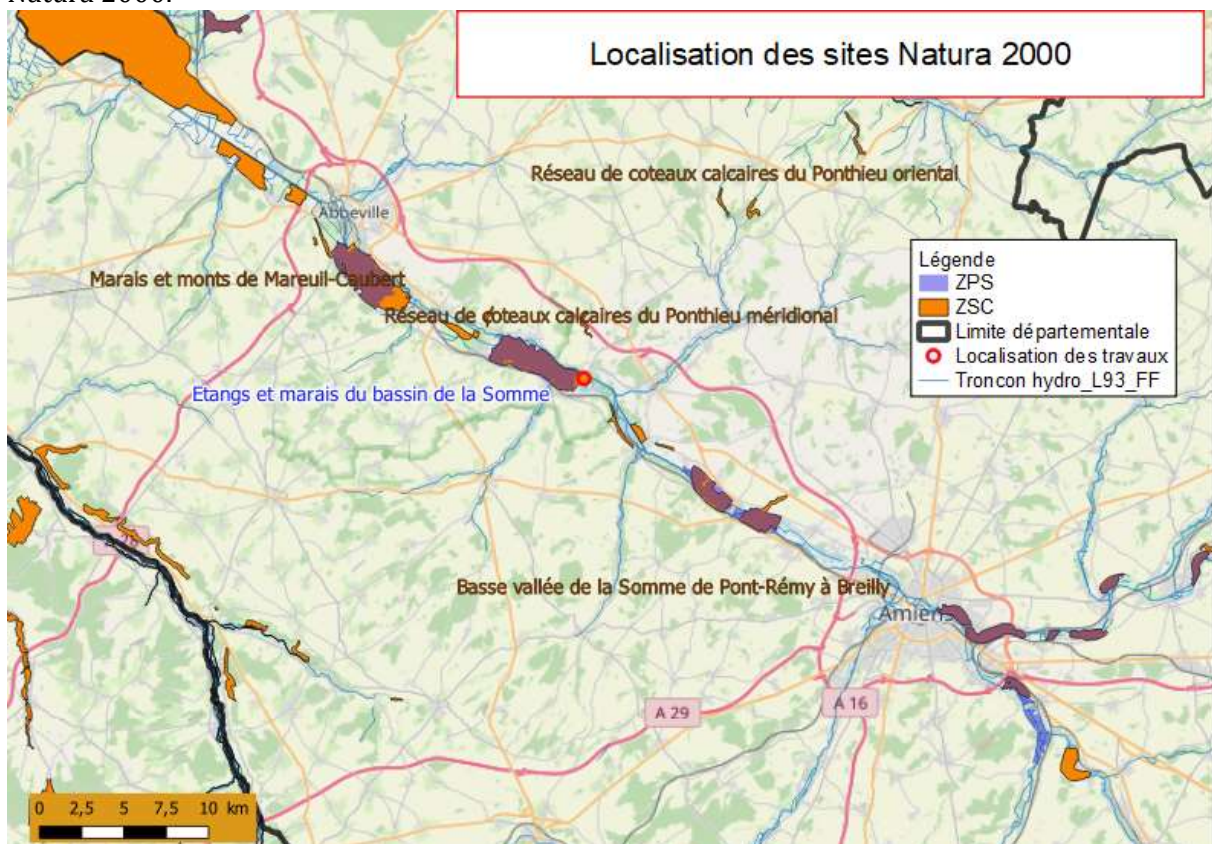 Natura 2000.
Localisation des sites Natura 2000
Réseau de coteaux calcaires du Ponthieu oriental
Abbeville
Marais et monts de Mareuil-Caubert
Réseau de coteaux calcaires du Ponthieu méridional
Etangs et marais du bassin de la Somme
Légende
ZPS
ZSC
Limite départementale
Localisation des travaux
Troncon hydro_L93_FF
Basse vallée de la Somme de Pont-Rémy à Breilly
Amiens
A 29
A 16
0 2,5 5 7,5 10 km